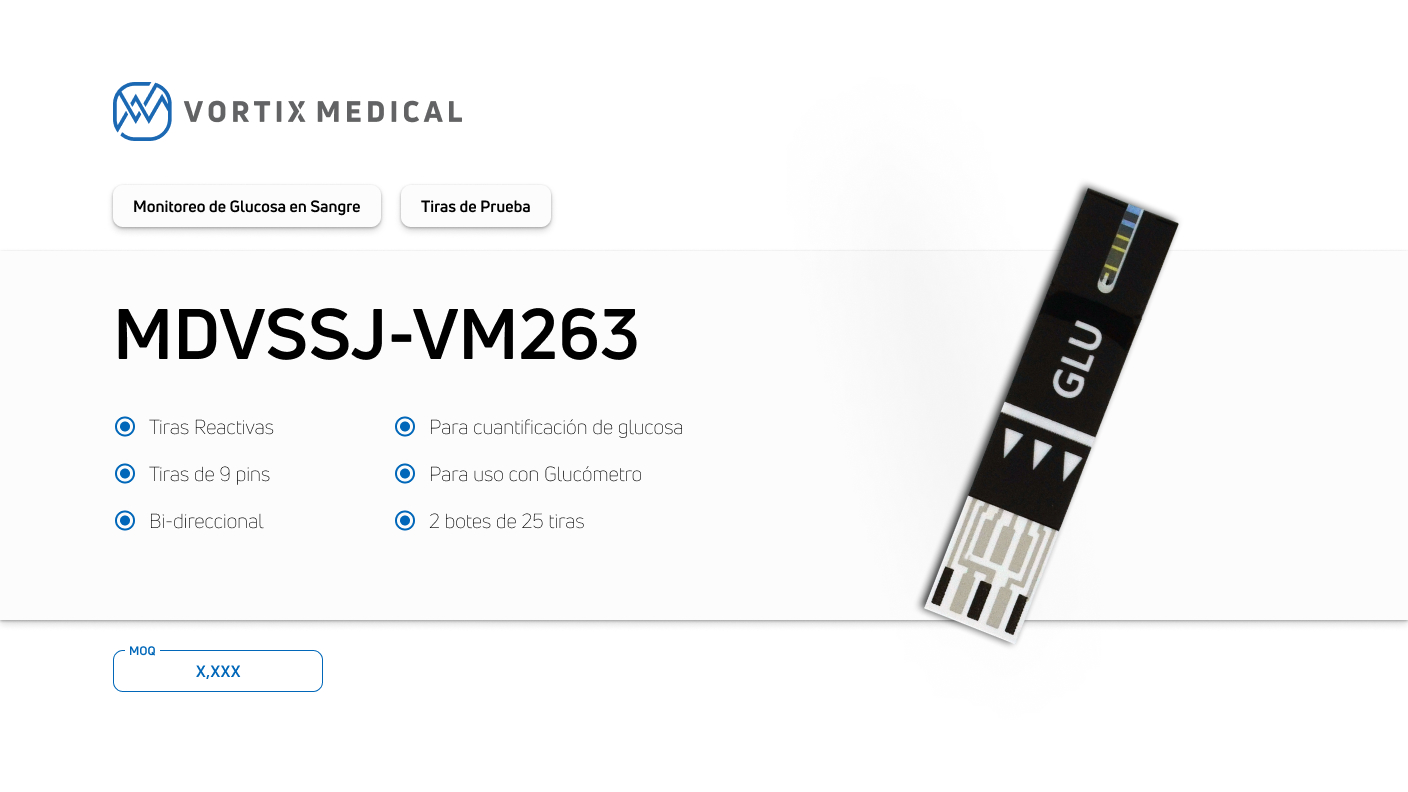 VORTIX MEDICAL
Monitoreo de Glucosa en Sangre
Tiras de Prueba
MDVSSJ-VM263
Tiras Reactivas
Tiras de 9 pins
Bi-direccional
Para cuantificación de glucosa
Para uso con Glucómetro
2 botes de 25 tiras
GLU
MOQ
X,XXX